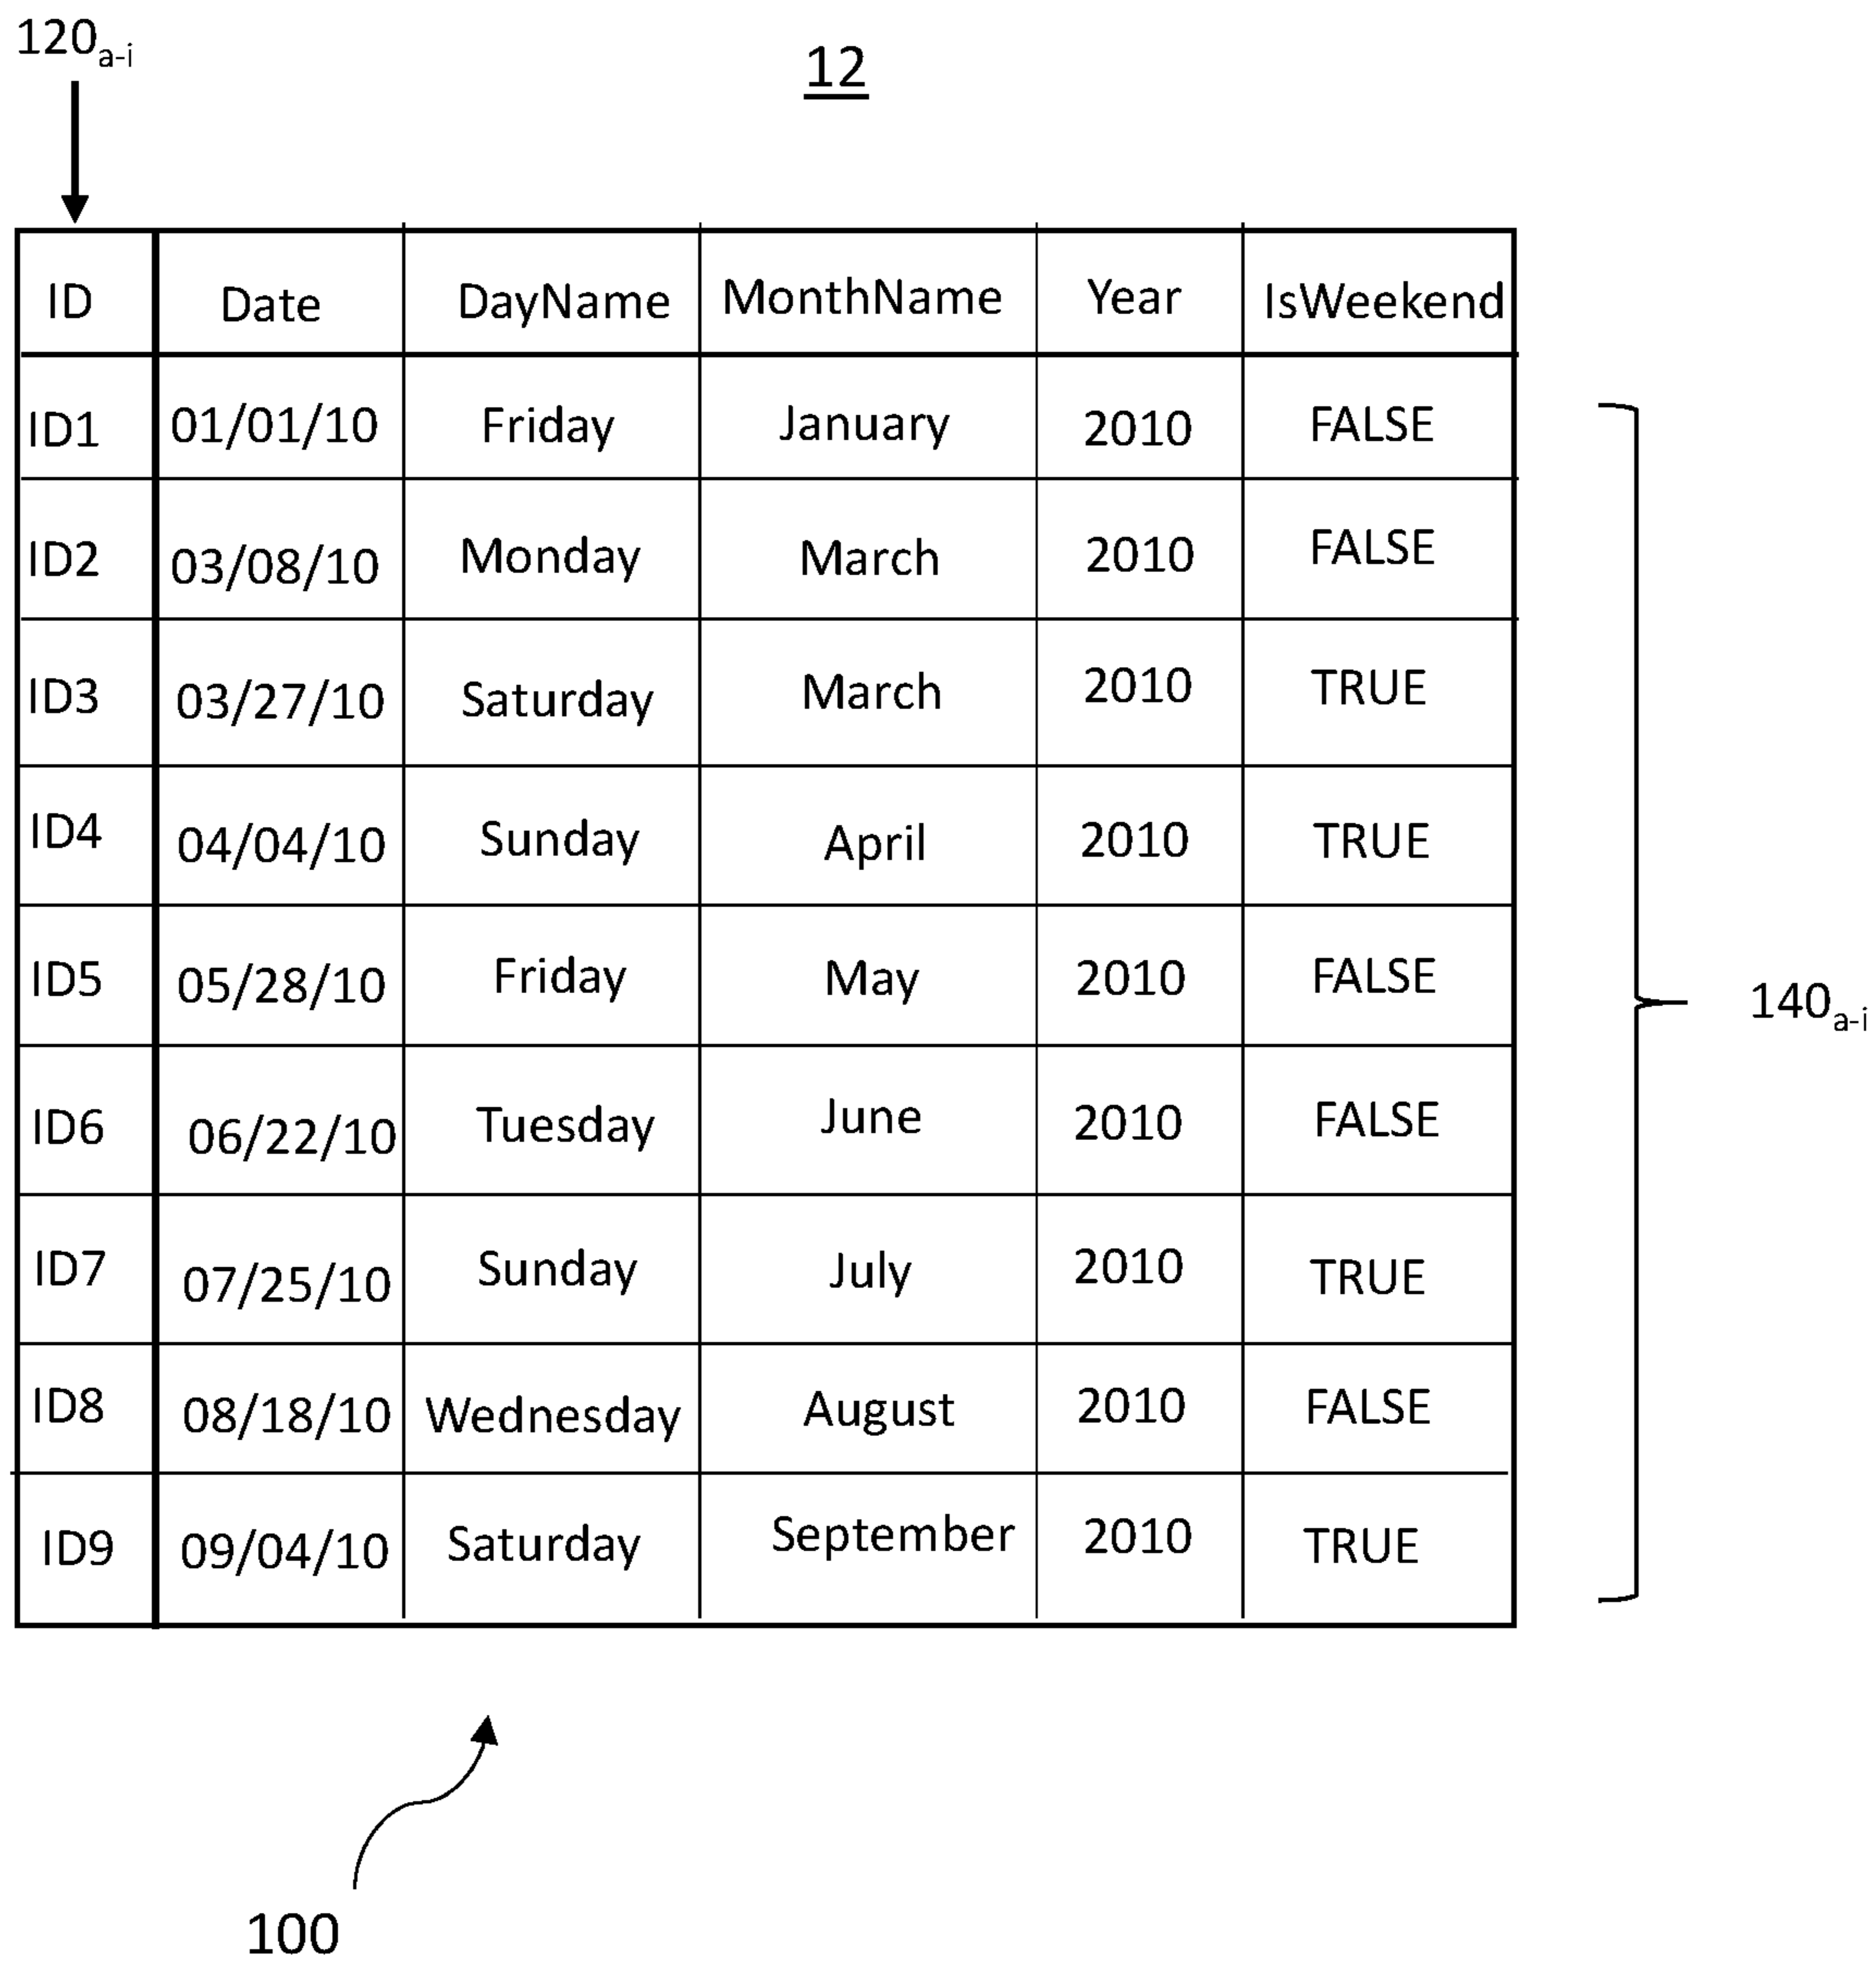 120a-i
12
ID Date DayName MonthName Year IsWeekend
ID1 01/01/10 Friday January 2010 FALSE
ID2 03/08/10 Monday March 2010 FALSE
ID3 03/27/10 Saturday March 2010 TRUE
ID4 04/04/10 Sunday April 2010 TRUE
ID5 05/28/10 Friday May 2010 FALSE
140a-i
ID6 06/22/10 Tuesday June 2010 FALSE
ID7 07/25/10 Sunday July 2010 TRUE
ID8 08/18/10 Wednesday August 2010 FALSE
ID9 09/04/10 Saturday September 2010 TRUE
100